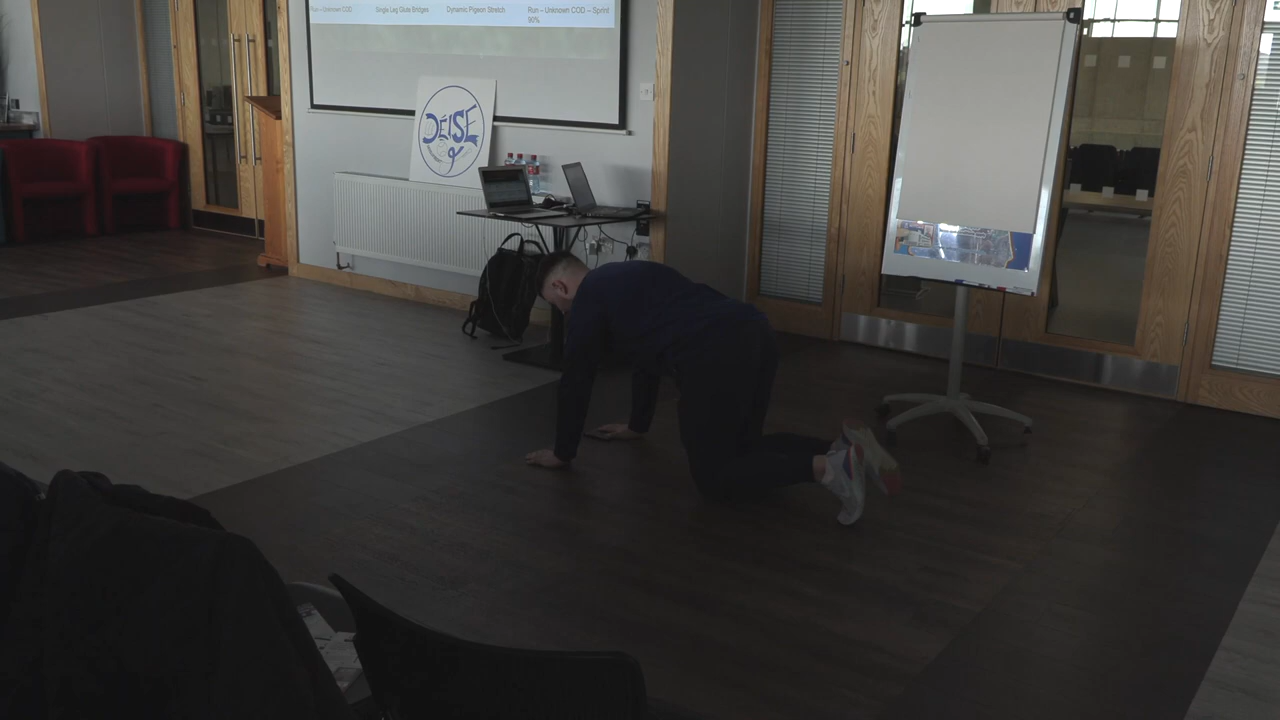 Run – Unknown COD
Single Leg Glute Bridges
Dynamic Pigeon Stretch
Run – Unknown COD – Sprint
90%
DÉISE